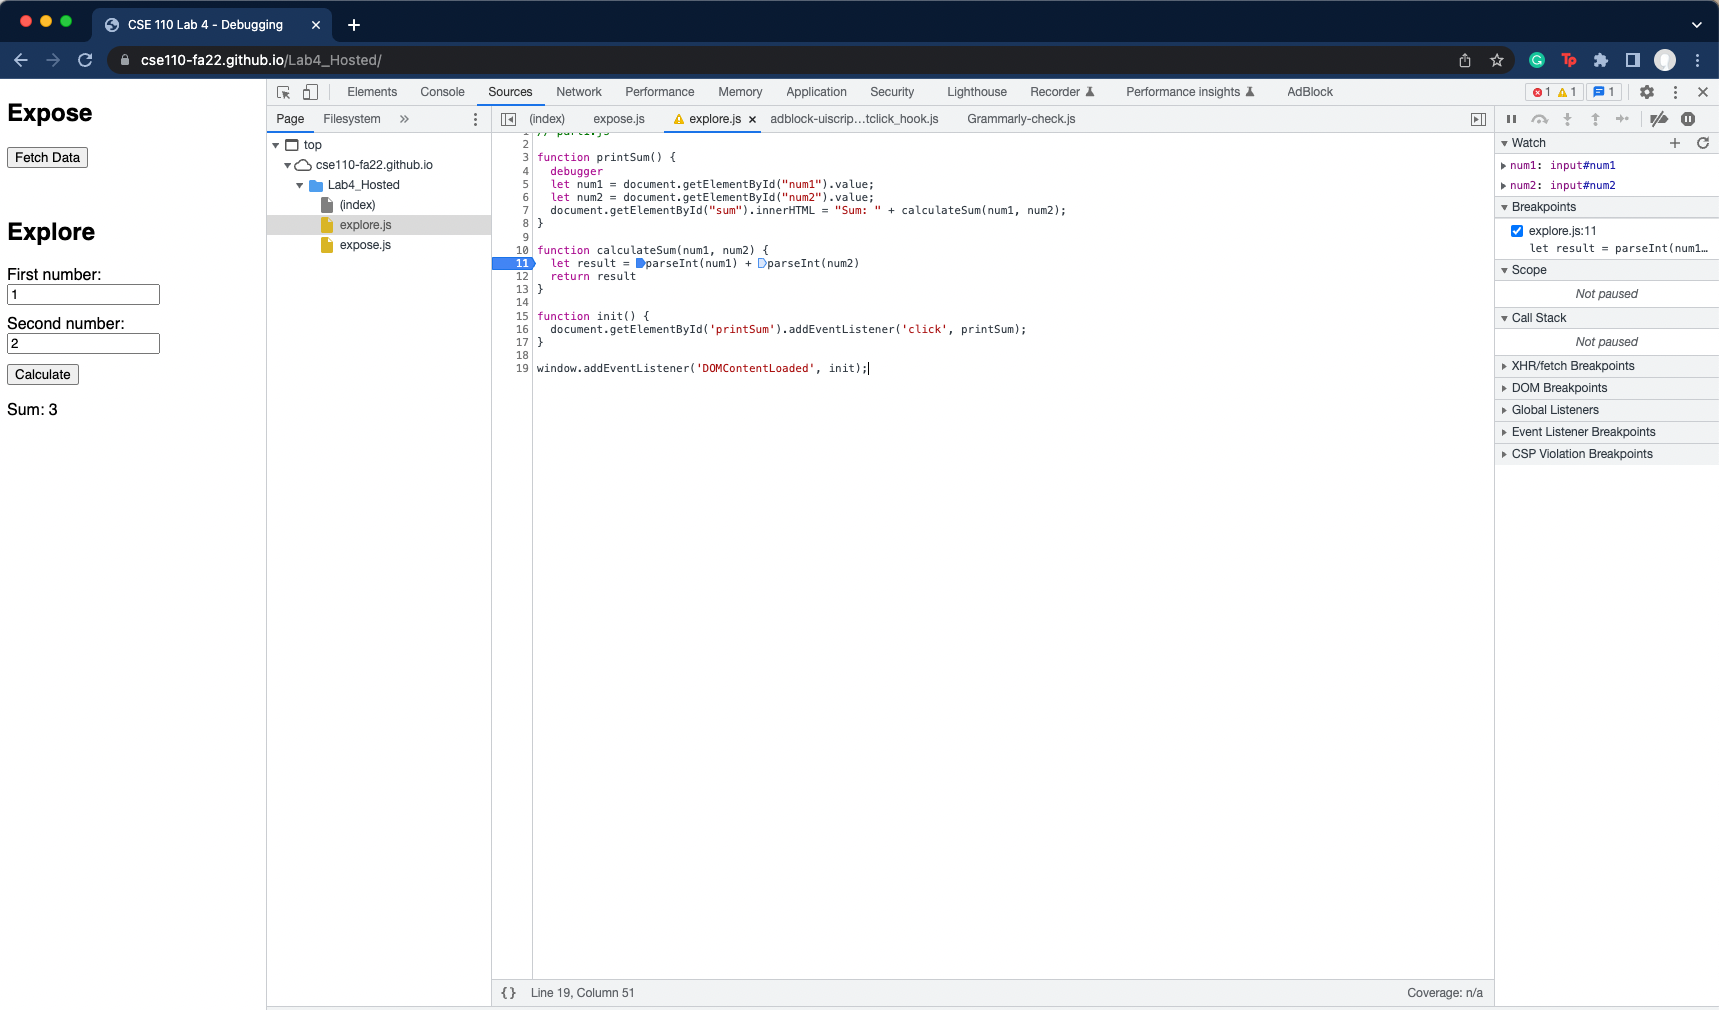 CSE 110 Lab 4 - Debugging
cse110-fa22.github.io/Lab4_Hosted/
Expose
Fetch Data
Explore
First number:
1
Second number:
2
Calculate
Sum: 3
Elements Console Sources Network Performance Memory Application Security Lighthouse Recorder Performance insights AdBlock 1 1 1
Page Filesystem »
top
cse110-fa22.github.io
Lab4_Hosted
(index)
explore.js
expose.js
(index) expose.js explore.js adblock-uiscrip...tclick_hook.js Grammarly-check.js
1 // part1.js
2
3 function printSum() {
4 debugger
5 let num1 = document.getElementById("num1").value;
6 let num2 = document.getElementById("num2").value;
7 document.getElementById("sum").innerHTML = "Sum: " + calculateSum(num1, num2);
8 }
9
10 function calculateSum(num1, num2) {
11 let result = parseInt(num1) + parseInt(num2)
12 return result
13 }
14
15 function init() {
16 document.getElementById('printSum').addEventListener('click', printSum);
17 }
18
19 window.addEventListener('DOMContentLoaded', init);
{} Line 19, Column 51
Coverage: n/a
Watch
num1: input#num1
num2: input#num2
Breakpoints
explore.js:11
let result = parseInt(num1…
Scope
Not paused
Call Stack
Not paused
XHR/fetch Breakpoints
DOM Breakpoints
Global Listeners
Event Listener Breakpoints
CSP Violation Breakpoints